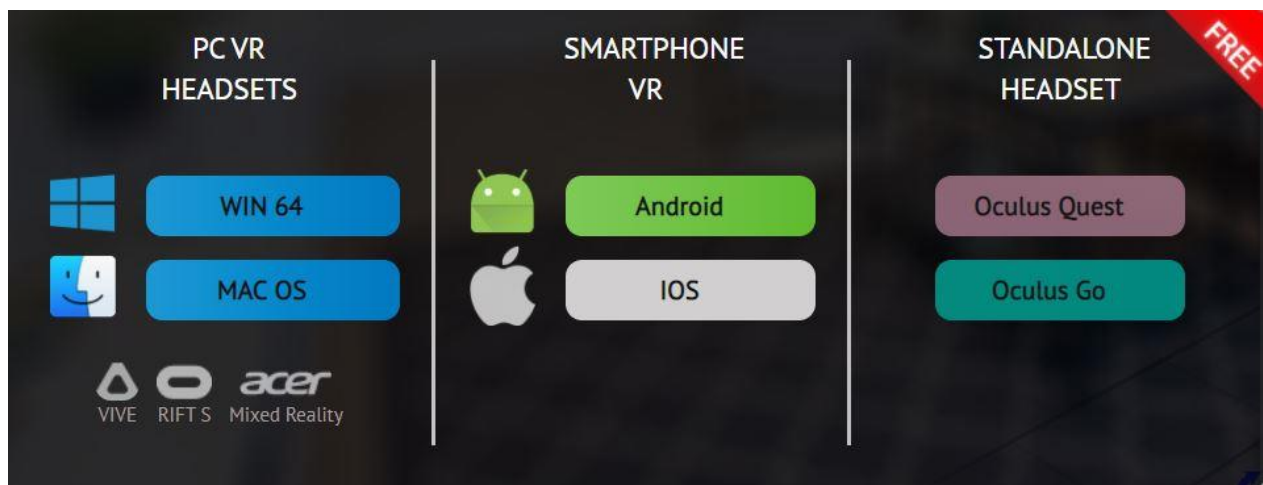 PC VR
HEADSETS
WIN 64
MAC OS
VIVE
RIFT S
acer
Mixed Reality
SMARTPHONE
VR
Android
IOS
STANDALONE
HEADSET
Oculus Quest
Oculus Go
FREE